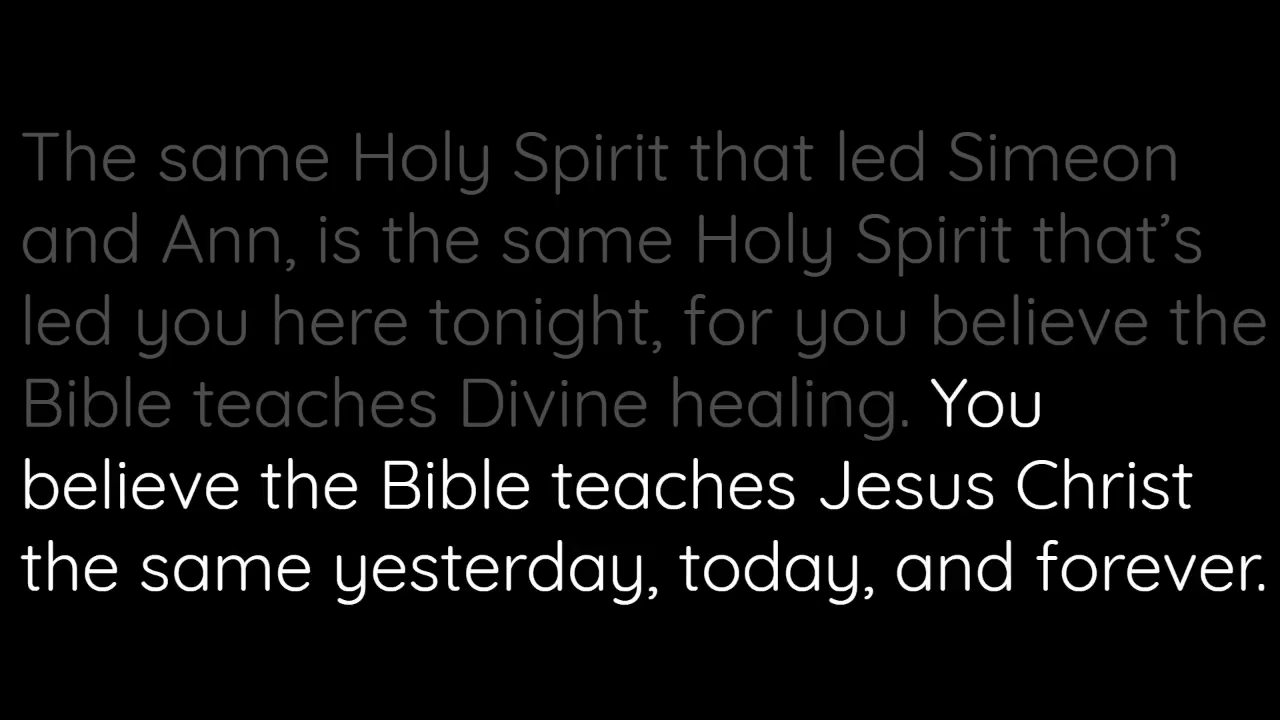 The same Holy Spirit that led Simeon
and Ann, is the same Holy Spirit that’s
led you here tonight, for you believe the
Bible teaches Divine healing. You
believe the Bible teaches Jesus Christ
the same yesterday, today, and forever.